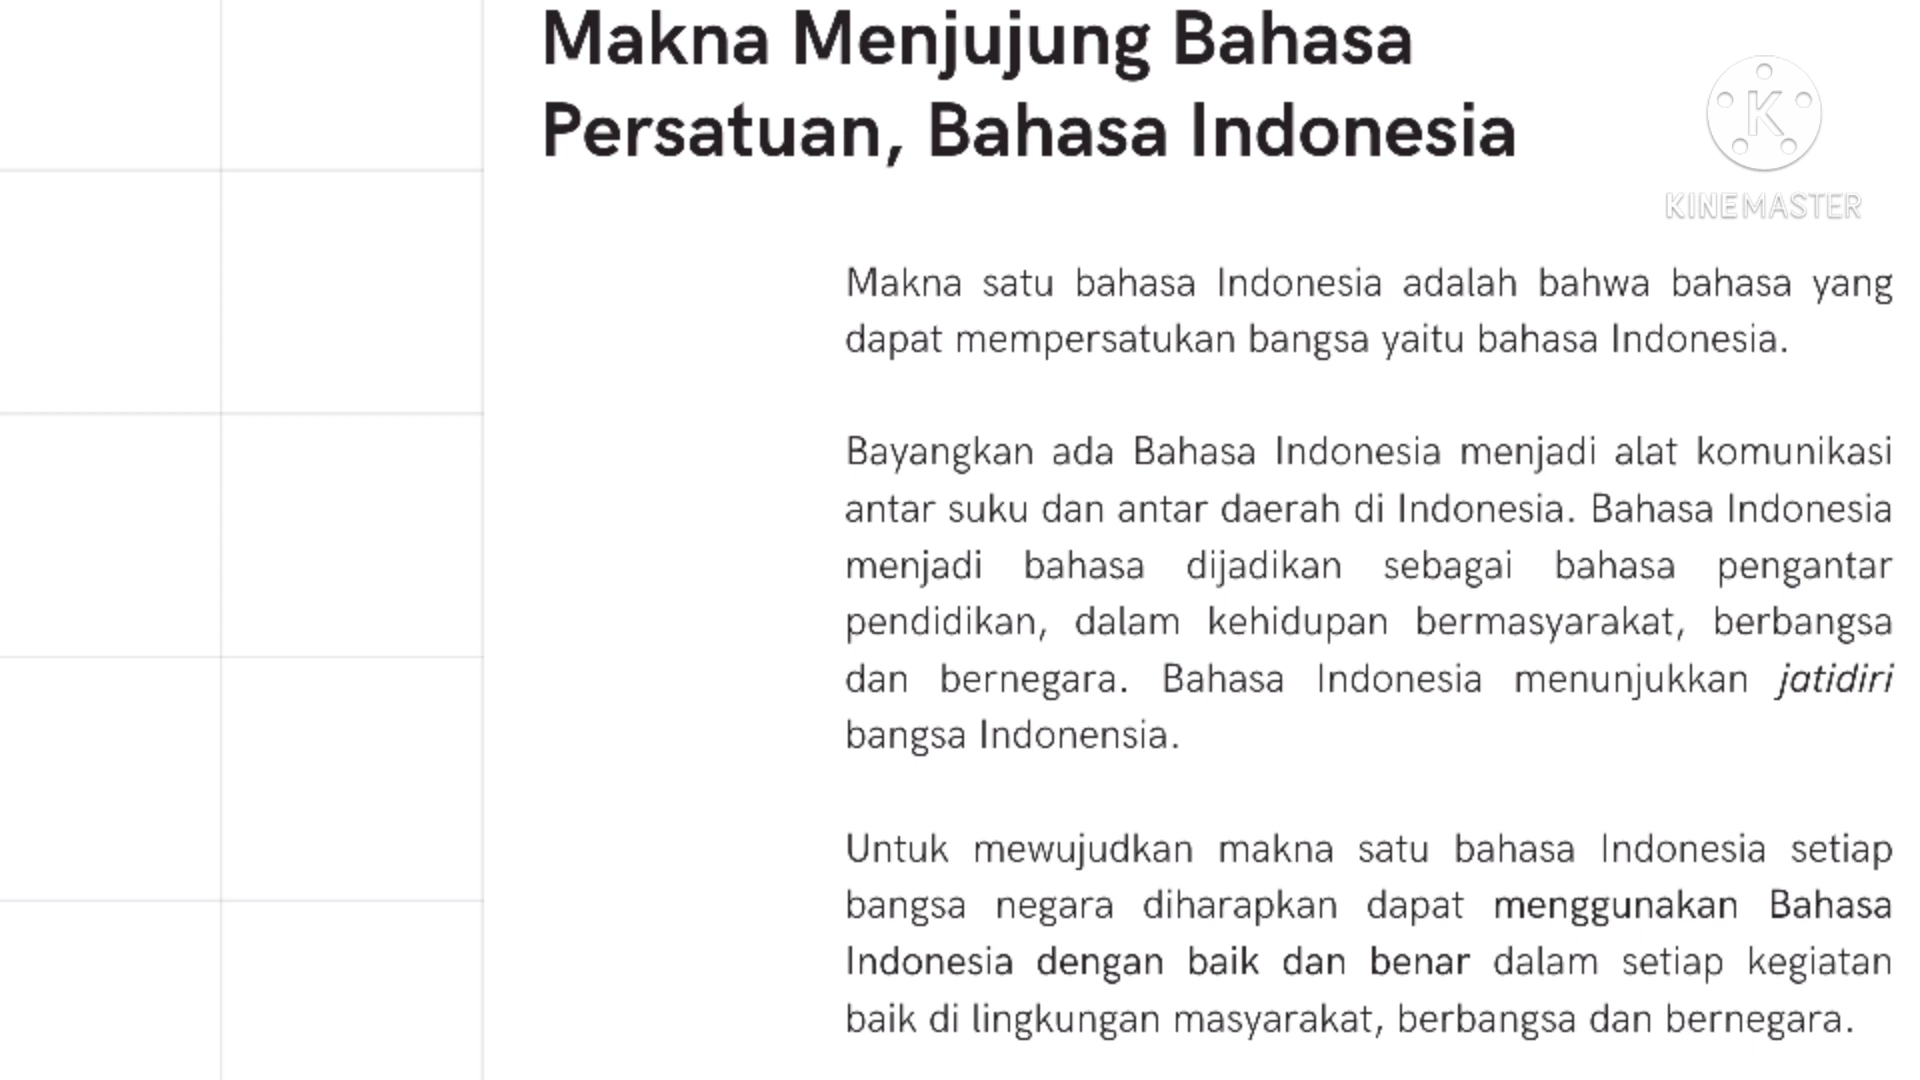 Makna Menjujung Bahasa
Persatuan, Bahasa Indonesia
K
KINEMASTER
Makna satu bahasa Indonesia adalah bahwa bahasa yang
dapat mempersatukan bangsa yaitu bahasa Indonesia.
Bayangkan ada Bahasa Indonesia menjadi alat komunikasi
antar suku dan antar daerah di Indonesia. Bahasa Indonesia
menjadi bahasa dijadikan sebagai bahasa pengantar
pendidikan, dalam kehidupan bermasyarakat, berbangsa
dan bernegara. Bahasa Indonesia menunjukkan jatidiri
bangsa Indonensia.
Untuk mewujudkan makna satu bahasa Indonesia setiap
bangsa negara diharapkan dapat menggunakan Bahasa
Indonesia dengan baik dan benar dalam setiap kegiatan
baik di lingkungan masyarakat, berbangsa dan bernegara.